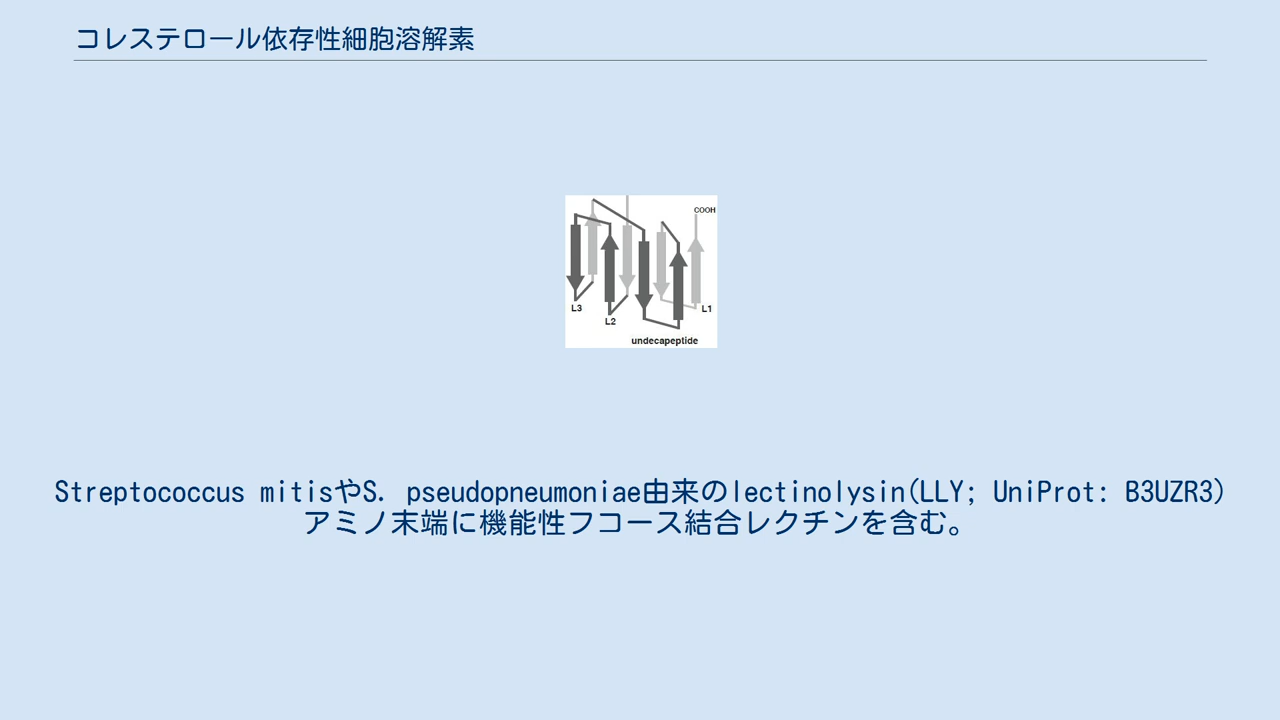 コレステロール依存性細胞溶解素
COOH
L3
L2
L1
undecapeptide
Streptococcus mitisやS. pseudopneumoniae由来のlectinolysin(LLY; UniProt: B3UZR3)
アミノ末端に機能性フコース結合レクチンを含む。